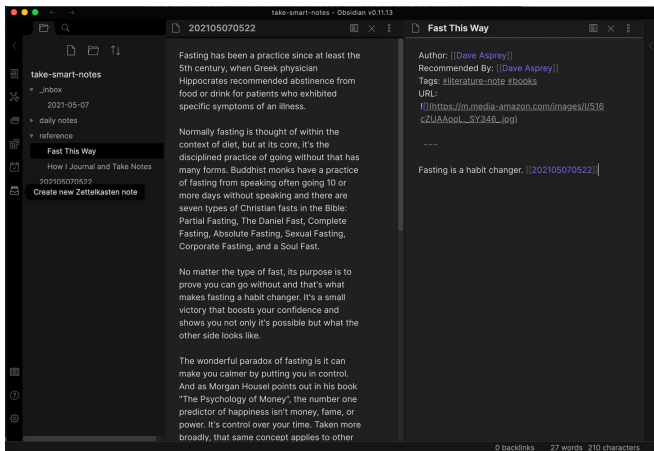 take-smart-notes - Obsidian v0.11.13
take-smart-notes
_inbox
2021-05-07
daily notes
reference
Fast This Way
How I Journal and Take Notes
202105070522
Create new Zettelkasten note
202105070522
Fasting has been a practice since at least the
5th century, when Greek physician
Hippocrates recommended abstinence from
food or drink for patients who exhibited
specific symptoms of an illness.
Normally fasting is thought of within the
context of diet, but at its core, it's the
disciplined practice of going without that has
many forms. Buddhist monks have a practice
of fasting from speaking often going 10 or
more days without speaking and there are
seven types of Christian fasts in the Bible:
Partial Fasting, The Daniel Fast, Complete
Fasting, Absolute Fasting, Sexual Fasting,
Corporate Fasting, and a Soul Fast.
No matter the type of fast, its purpose is to
prove you can go without and that's what
makes fasting a habit changer. It's a small
victory that boosts your confidence and
shows you not only it's possible but what the
other side looks like.
The wonderful paradox of fasting is it can
make you calmer by putting you in control.
And as Morgan Housel points out in his book
"The Psychology of Money", the number one
predictor of happiness isn't money, fame, or
power. It's control over your time. Taken more
broadly, that same concept applies to other
Fast This Way
Author: [[Dave Asprey]]
Recommended By: [[Dave Asprey]]
Tags: #literature-note #books
URL:
![](https://m.media-amazon.com/images/I/516
cZUAAopL._SY346_.jpg)
---
Fasting is a habit changer. [[202105070522]]
0 backlinks 27 words 210 characters